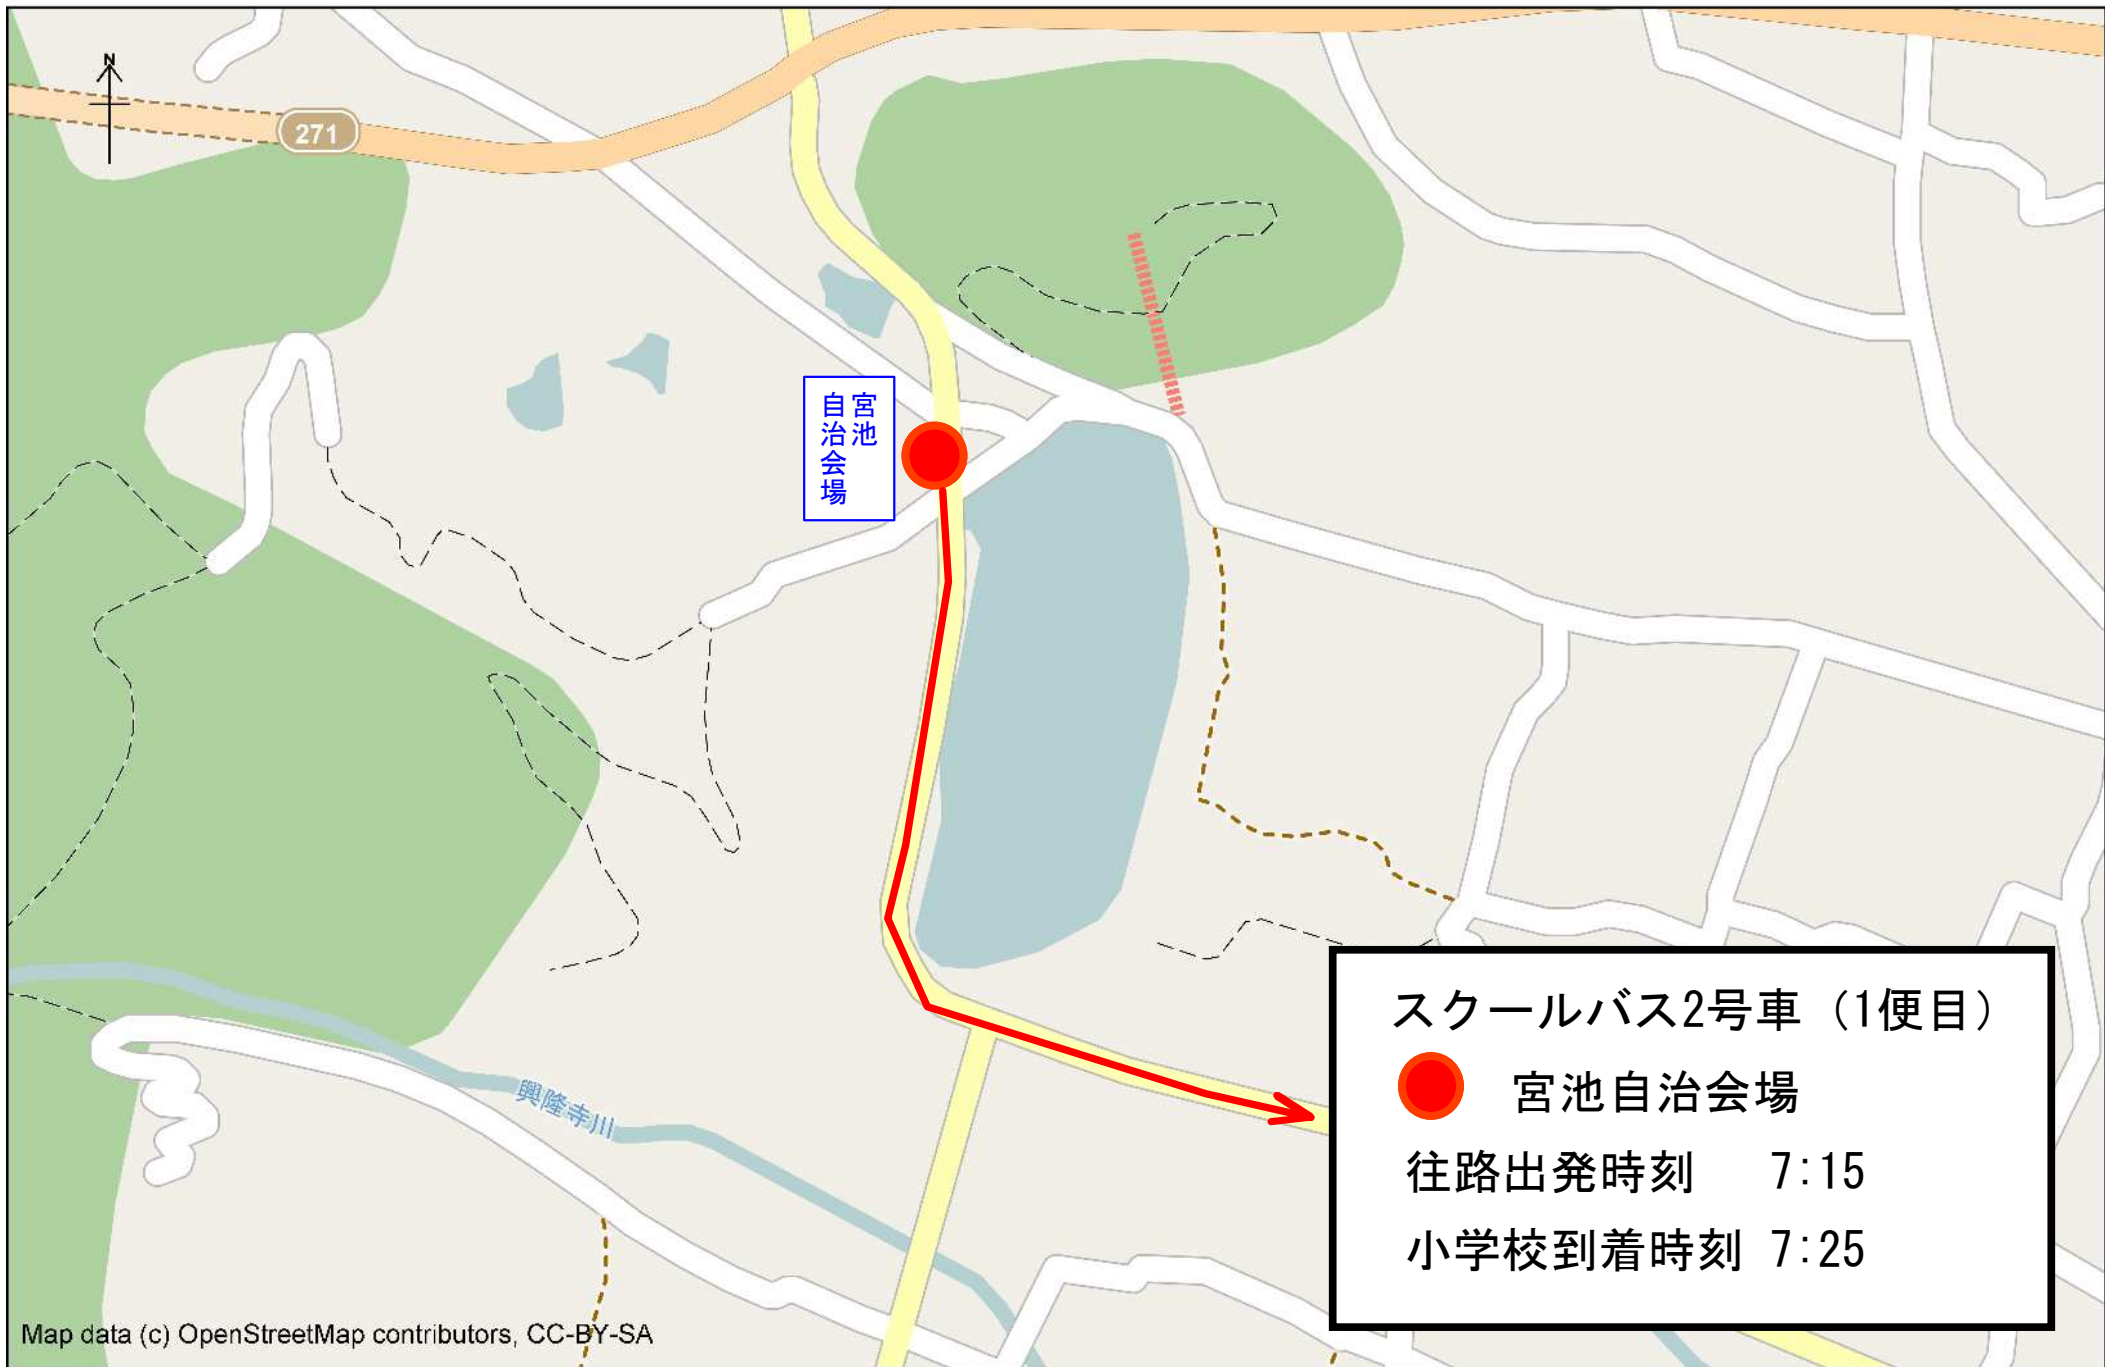 N
271
宮池
自治会場
興隆寺川
スクールバス2号車（1便目）
宮池自治会場
往路出発時刻　7:15
小学校到着時刻 7:25
Map data (c) OpenStreetMap contributors, CC-BY-SA